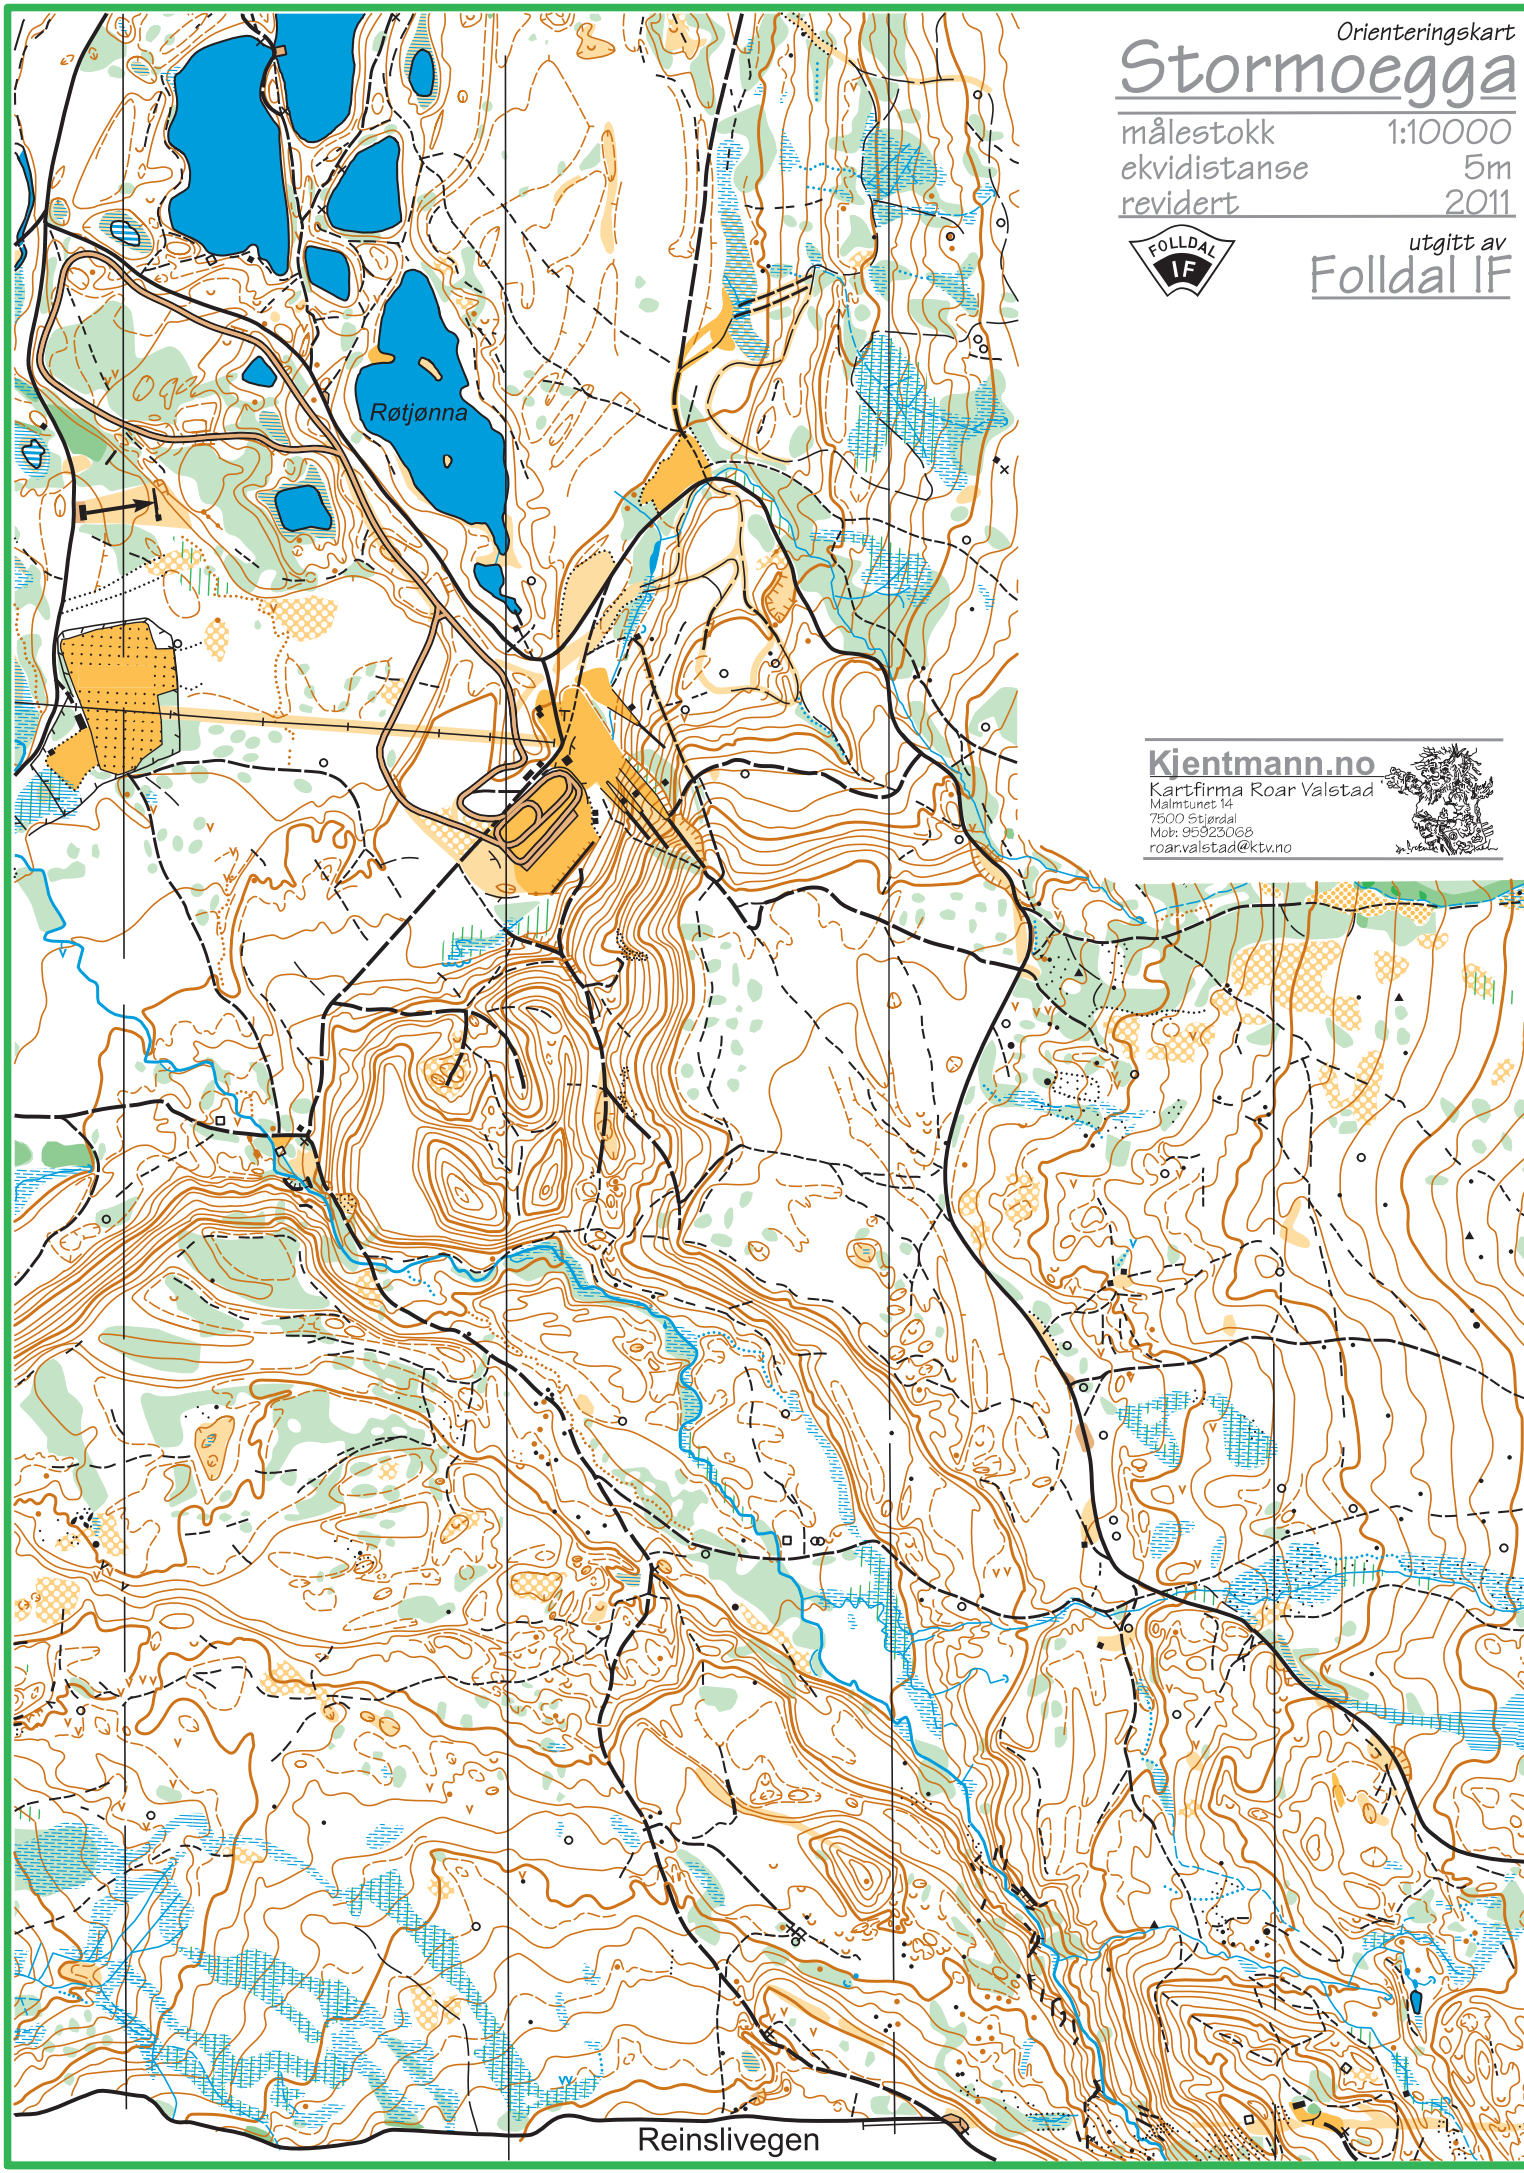 Orienteringskart
Stormoegga
målestokk 1:10000
ekvidistanse 5m
revidert 2011
FOLLDAL
IF
utgitt av
Folldal IF
Røtjønna
Kjentmann.no
Kartfirma Roar Valstad
Malmtunet 14
7500 Stjørdal
Mob: 95923068
roar.valstad@ktv.no
Reinslivegen